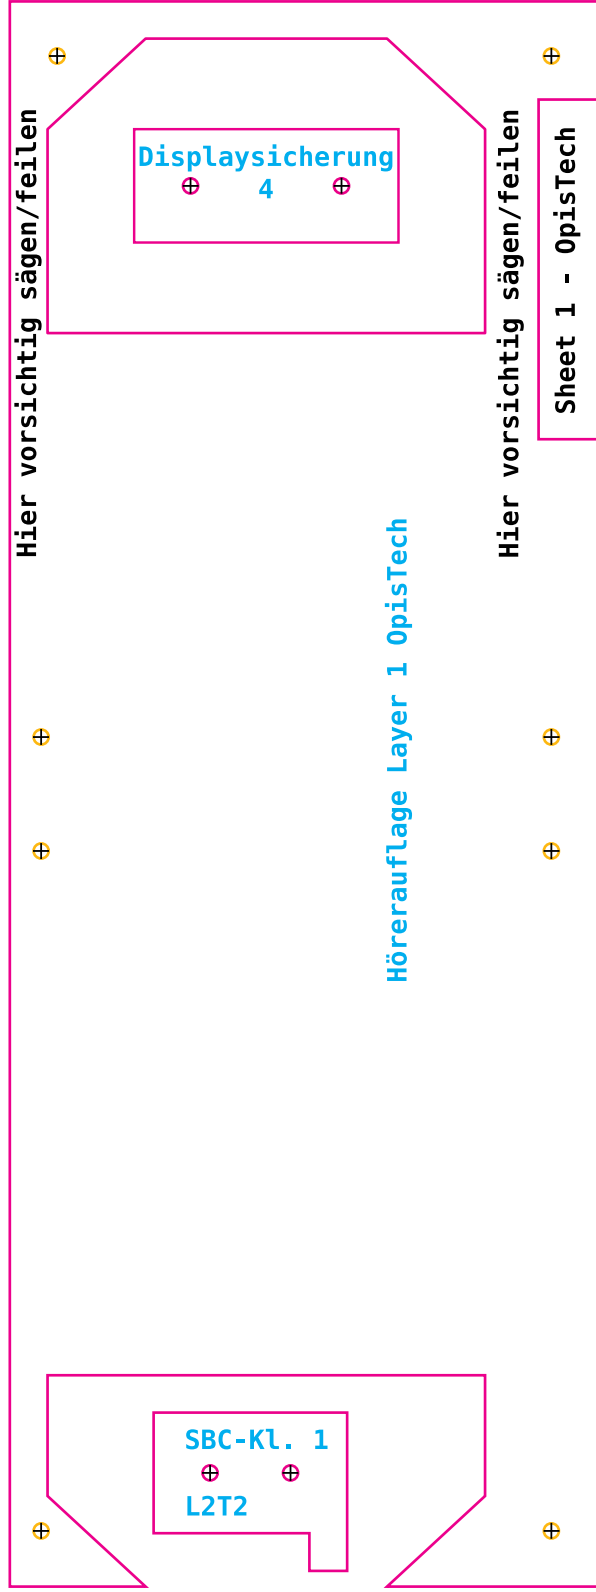 Displaysicherung
4
Hier vorsichtig sägen/feilen
Hier vorsichtig sägen/feilen
Sheet 1 - OpisTech
Hörerauflage Layer 1 OpisTech
SBC-Kl. 1
L2T2